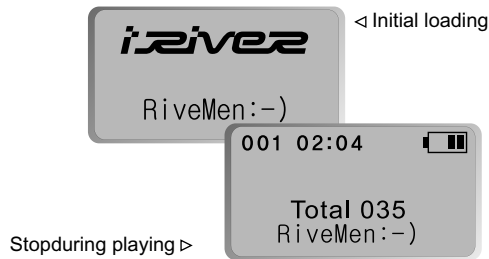 iRiver
◁ Initial loading
RiveMen:-)
001 02:04
Total 035
RiveMen:-)
Stopduring playing ▷